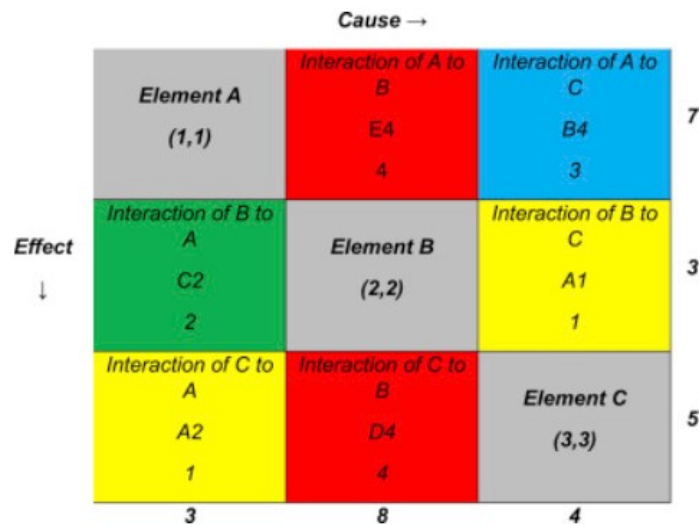 Cause →
Element A
(1,1)
Interaction of A to
B
E4
4
Interaction of A to
C
B4
3
7
Effect
↓
Interaction of B to
A
C2
2
Element B
(2,2)
Interaction of B to
C
A1
1
3
Interaction of C to
A
A2
1
Interaction of C to
B
D4
4
Element C
(3,3)
5
3
8
4